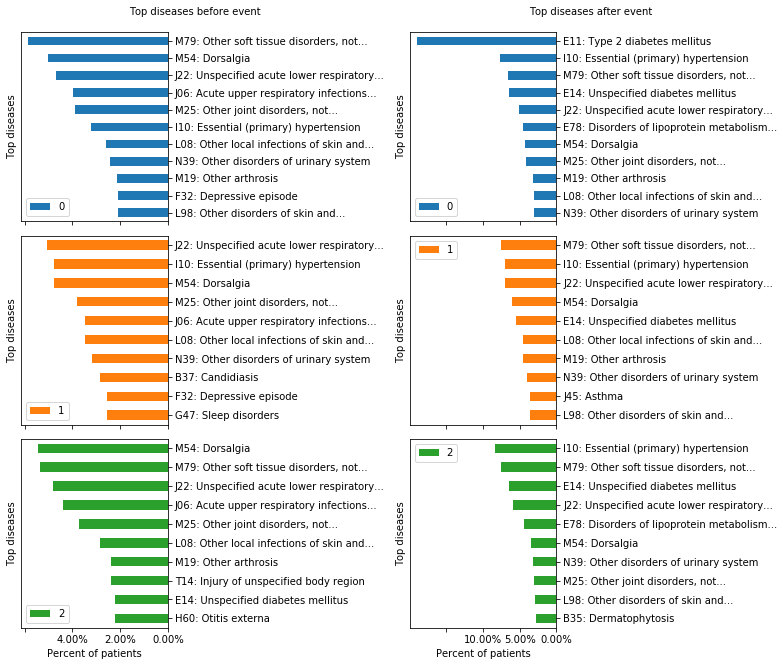 Top diseases before event
Top diseases
M79: Other soft tissue disorders, not...
M54: Dorsalgia
J22: Unspecified acute lower respiratory...
J06: Acute upper respiratory infections...
M25: Other joint disorders, not...
I10: Essential (primary) hypertension
L08: Other local infections of skin and...
N39: Other disorders of urinary system
M19: Other arthrosis
F32: Depressive episode
L98: Other disorders of skin and...
0
Top diseases after event
Top diseases
E11: Type 2 diabetes mellitus
I10: Essential (primary) hypertension
M79: Other soft tissue disorders, not...
E14: Unspecified diabetes mellitus
J22: Unspecified acute lower respiratory...
E78: Disorders of lipoprotein metabolism...
M54: Dorsalgia
M25: Other joint disorders, not...
M19: Other arthrosis
L08: Other local infections of skin and...
N39: Other disorders of urinary system
0
Top diseases
J22: Unspecified acute lower respiratory...
I10: Essential (primary) hypertension
M54: Dorsalgia
M25: Other joint disorders, not...
J06: Acute upper respiratory infections...
L08: Other local infections of skin and...
N39: Other disorders of urinary system
B37: Candidiasis
F32: Depressive episode
G47: Sleep disorders
1
Top diseases
1
M79: Other soft tissue disorders, not...
I10: Essential (primary) hypertension
J22: Unspecified acute lower respiratory...
M54: Dorsalgia
E14: Unspecified diabetes mellitus
L08: Other local infections of skin and...
M19: Other arthrosis
N39: Other disorders of urinary system
J45: Asthma
L98: Other disorders of skin and...
Top diseases
M54: Dorsalgia
M79: Other soft tissue disorders, not...
J22: Unspecified acute lower respiratory...
J06: Acute upper respiratory infections...
M25: Other joint disorders, not...
L08: Other local infections of skin and...
M19: Other arthrosis
T14: Injury of unspecified body region
E14: Unspecified diabetes mellitus
H60: Otitis externa
2
4.00% 2.00% 0.00%
Percent of patients
Top diseases
2
I10: Essential (primary) hypertension
M79: Other soft tissue disorders, not...
E14: Unspecified diabetes mellitus
J22: Unspecified acute lower respiratory...
E78: Disorders of lipoprotein metabolism...
M54: Dorsalgia
N39: Other disorders of urinary system
M25: Other joint disorders, not...
L98: Other disorders of skin and...
B35: Dermatophytosis
10.00% 5.00% 0.00%
Percent of patients